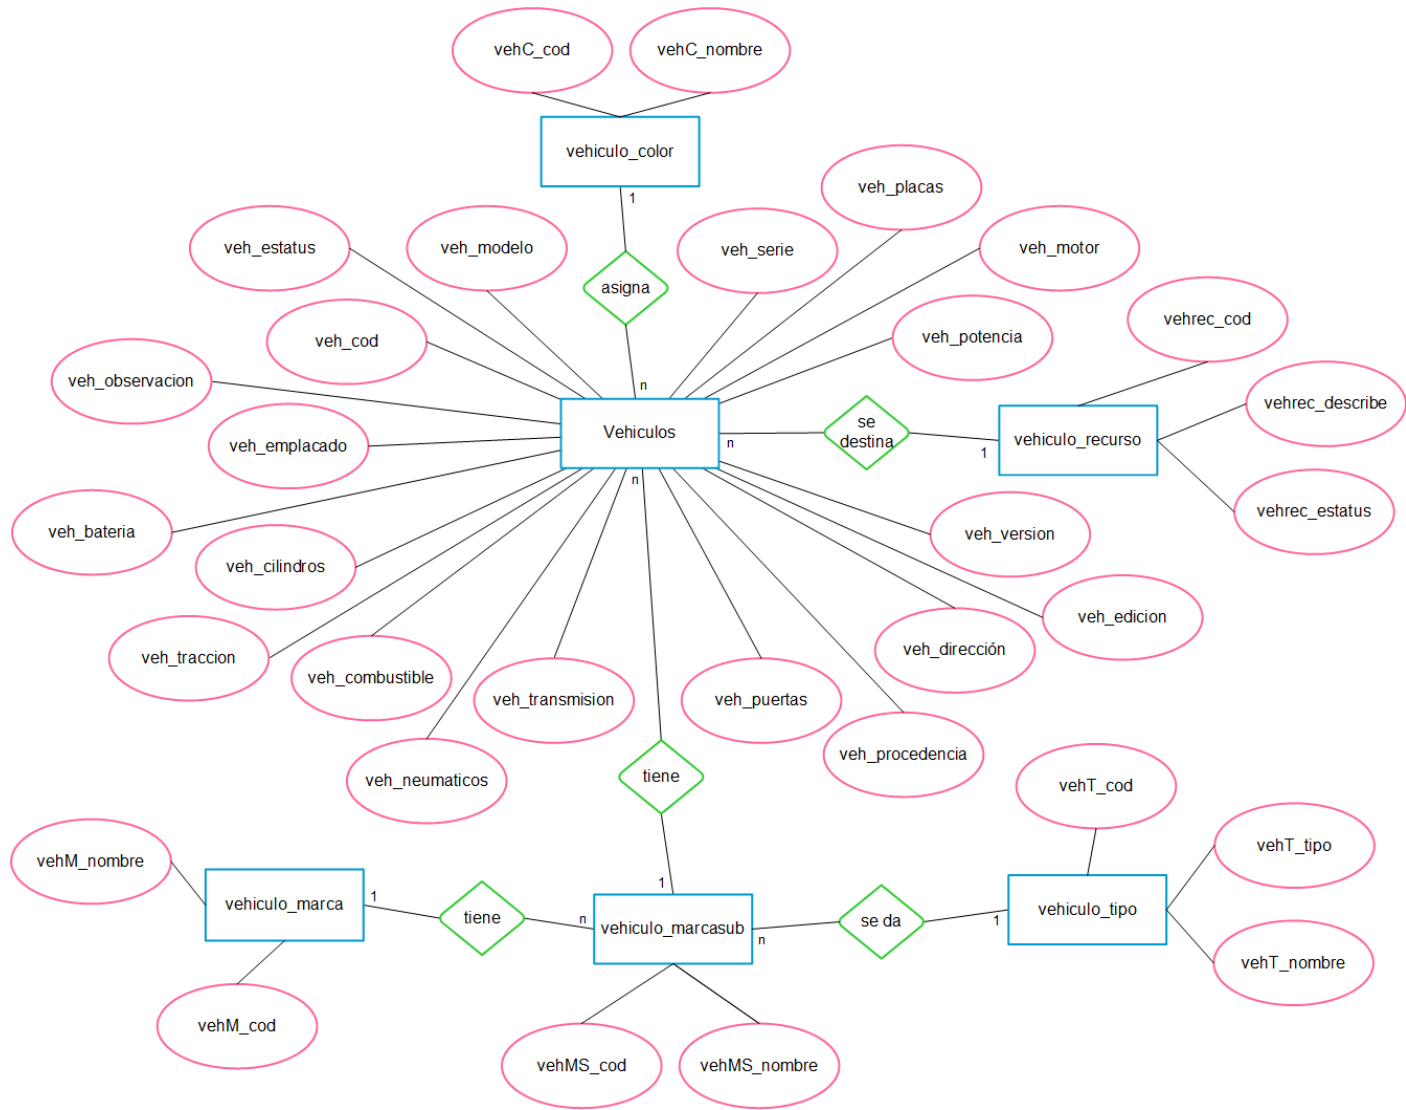 vehC_cod
vehC_nombre
vehiculo_color
1
veh_placas
veh_estatus
veh_modelo
veh_serie
veh_motor
asigna
vehrec_cod
veh_cod
veh_potencia
veh_observacion
n
vehrec_describe
veh_emplacado
Vehiculos
n
se
destina
1
vehiculo_recurso
n
vehrec_estatus
veh_bateria
veh_version
veh_cilindros
veh_edicion
veh_traccion
veh_dirección
veh_combustible
veh_transmision
veh_puertas
veh_procedencia
veh_neumaticos
tiene
vehT_cod
vehM_nombre
vehT_tipo
1
vehiculo_marca
1
tiene
n
vehiculo_marcasub
n
se da
1
vehiculo_tipo
vehT_nombre
vehM_cod
vehMS_cod
vehMS_nombre